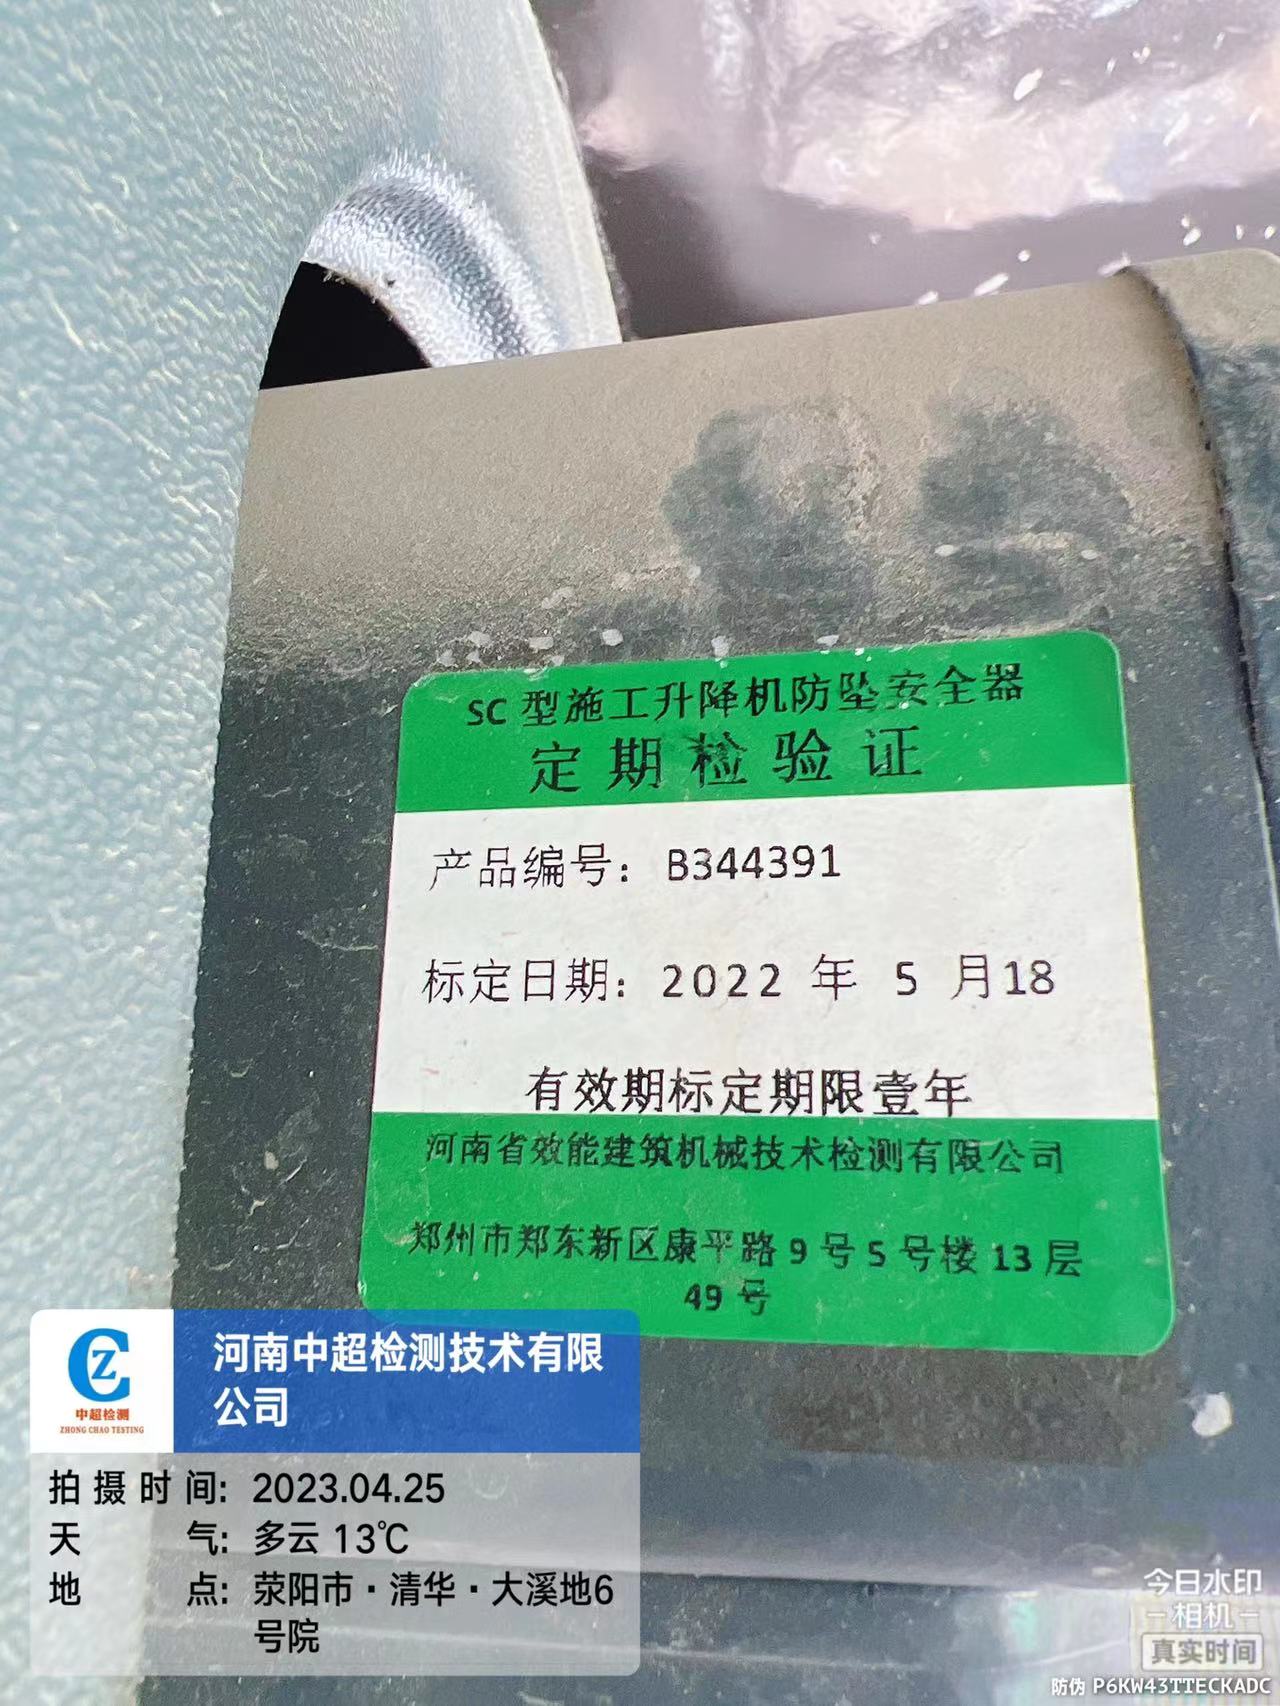 SC 型施工升降机防坠安全器
定期检验证
产品编号：B344391
标定日期：2022 年 5 月18
有效期标定期限壹年
河南省效能建筑机械技术检测有限公司
郑州市郑东新区康平路 9 号 5 号楼 13 层
49 号
CZ
中超检测
ZHONG CHAO TESTING
河南中超检测技术有限
公司
拍摄时间: 2023.04.25
天气: 多云 13℃
地点: 荥阳市·清华·大溪地6
号院
今日水印
相机
真实时间
防伪 P6KW43TTECKADC